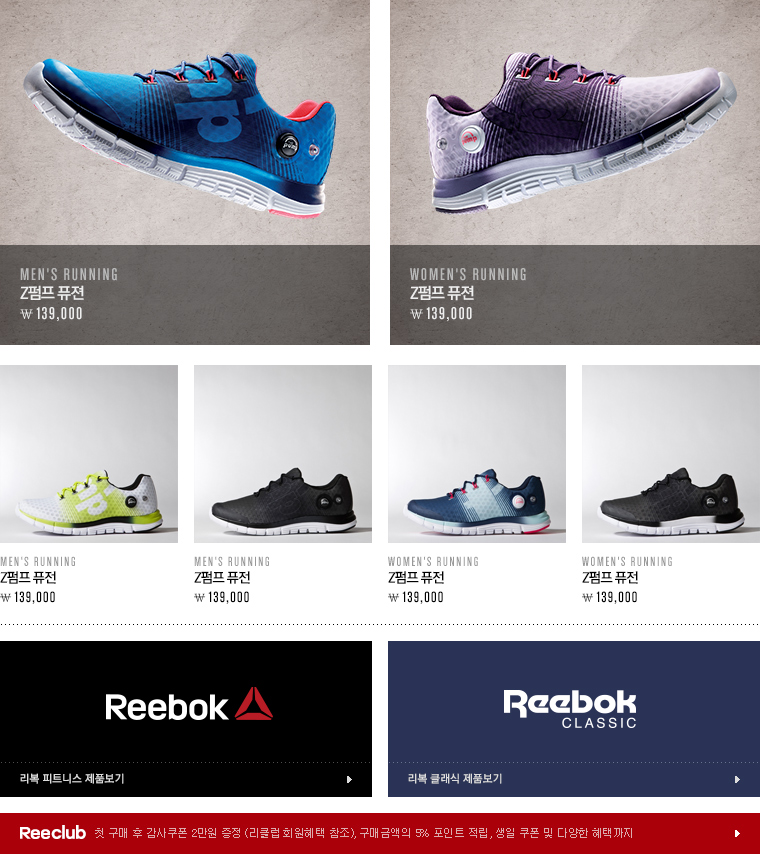 MEN'S RUNNING
Z펌프 퓨젼
₩ 139,000
WOMEN'S RUNNING
Z펌프 퓨젼
₩ 139,000
MEN'S RUNNING
Z펌프 퓨전
₩ 139,000
MEN'S RUNNING
Z펌프 퓨전
₩ 139,000
WOMEN'S RUNNING
Z펌프 퓨전
₩ 139,000
WOMEN'S RUNNING
Z펌프 퓨전
₩ 139,000
Reebok
리복 피트니스 제품보기
Reebok
CLASSIC
리복 클래식 제품보기
Reeclub 첫 구매 후 감사쿠폰 2만원 증정 (리클럽 회원혜택 참조), 구매금액의 5% 포인트 적립, 생일 쿠폰 및 다양한 혜택까지